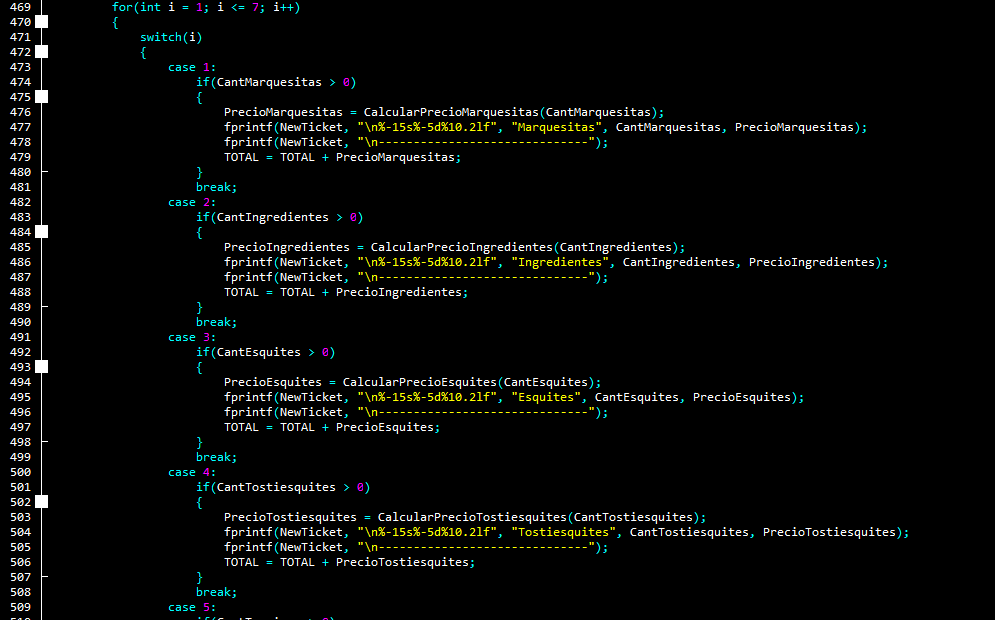 469 for(int i = 1; i <= 7; i++)
470 {
471 switch(i)
472 {
473 case 1:
474 if(CantMarquesitas > 0)
475 {
476 PrecioMarquesitas = CalcularPrecioMarquesitas(CantMarquesitas);
477 fprintf(NewTicket, "\n%-15s%-5d%10.2lf", "Marquesitas", CantMarquesitas, PrecioMarquesitas);
478 fprintf(NewTicket, "\n------------------------------");
479 TOTAL = TOTAL + PrecioMarquesitas;
480 }
481 break;
482 case 2:
483 if(CantIngredientes > 0)
484 {
485 PrecioIngredientes = CalcularPrecioIngredientes(CantIngredientes);
486 fprintf(NewTicket, "\n%-15s%-5d%10.2lf", "Ingredientes", CantIngredientes, PrecioIngredientes);
487 fprintf(NewTicket, "\n------------------------------");
488 TOTAL = TOTAL + PrecioIngredientes;
489 }
490 break;
491 case 3:
492 if(CantEsquites > 0)
493 {
494 PrecioEsquites = CalcularPrecioEsquites(CantEsquites);
495 fprintf(NewTicket, "\n%-15s%-5d%10.2lf", "Esquites", CantEsquites, PrecioEsquites);
496 fprintf(NewTicket, "\n------------------------------");
497 TOTAL = TOTAL + PrecioEsquites;
498 }
499 break;
500 case 4:
501 if(CantTostiesquites > 0)
502 {
503 PrecioTostiesquites = CalcularPrecioTostiesquites(CantTostiesquites);
504 fprintf(NewTicket, "\n%-15s%-5d%10.2lf", "Tostiesquites", CantTostiesquites, PrecioTostiesquites);
505 fprintf(NewTicket, "\n------------------------------");
506 TOTAL = TOTAL + PrecioTostiesquites;
507 }
508 break;
509 case 5: